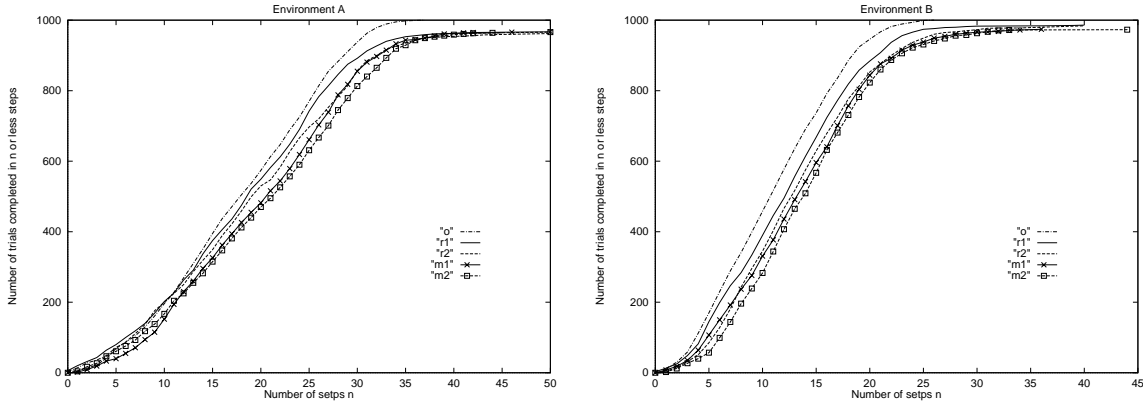 Environment A
Number of trials completed in n or less steps
1000
800
600
400
200
0
"o"
"r1"
"r2"
"m1"
"m2"
0 5 10 15 20 25 30 35 40 45 50
Number of setps n
Environment B
Number of trials completed in n or less steps
1000
800
600
400
200
0
"o"
"r1"
"r2"
"m1"
"m2"
0 5 10 15 20 25 30 35 40 45
Number of setps n